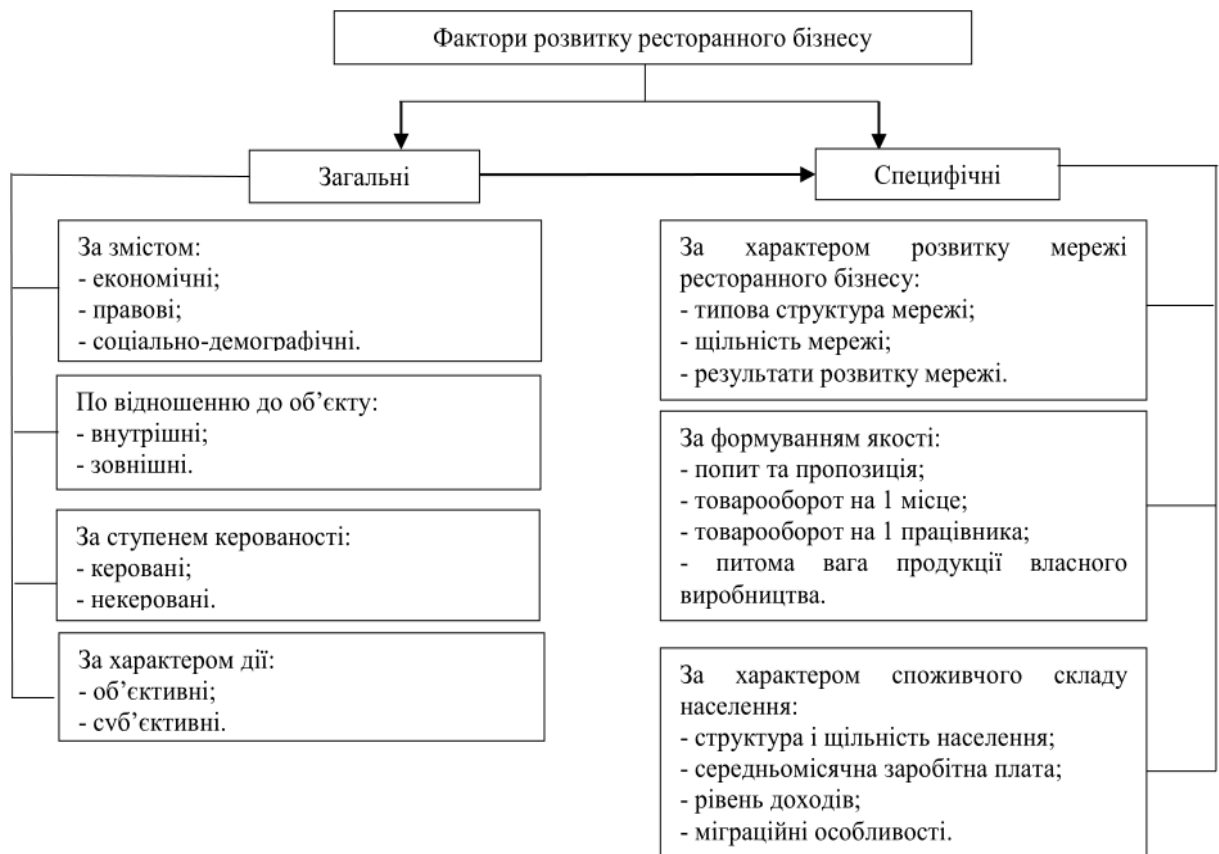 Фактори розвитку ресторанного бізнесу
Загальні
Специфічні
За змістом:
- економічні;
- правові;
- соціально-демографічні.
По відношенню до об’єкту:
- внутрішні;
- зовнішні.
За ступенем керованості:
- керовані;
- некеровані.
За характером дії:
- об’єктивні;
- суб’єктивні.
За характером розвитку мережі
ресторанного бізнесу:
- типова структура мережі;
- щільність мережі;
- результати розвитку мережі.
За формуванням якості:
- попит та пропозиція;
- товарооборот на 1 місце;
- товарооборот на 1 працівника;
- питома вага продукції власного
виробництва.
За характером споживчого складу
населення:
- структура і щільність населення;
- середньомісячна заробітна плата;
- рівень доходів;
- міграційні особливості.